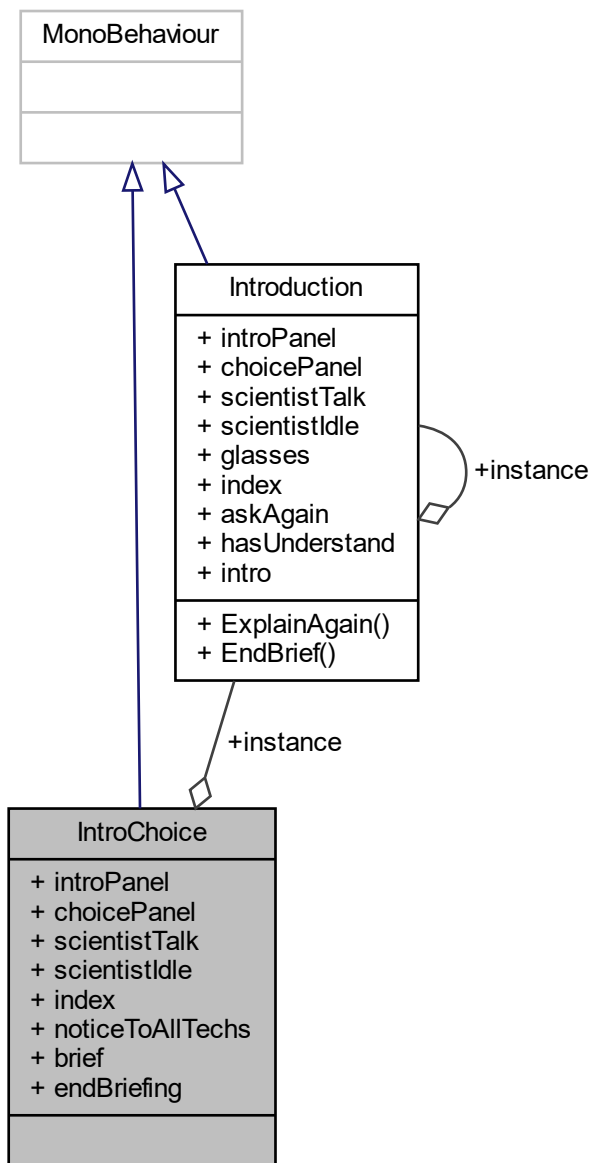 MonoBehaviour
Introduction
+ introPanel
+ choicePanel
+ scientistTalk
+ scientistIdle
+ glasses
+ index
+ askAgain
+ hasUnderstand
+ intro
+ ExplainAgain()
+ EndBrief()
+instance
+instance
IntroChoice
+ introPanel
+ choicePanel
+ scientistTalk
+ scientistIdle
+ index
+ noticeToAllTechs
+ brief
+ endBriefing